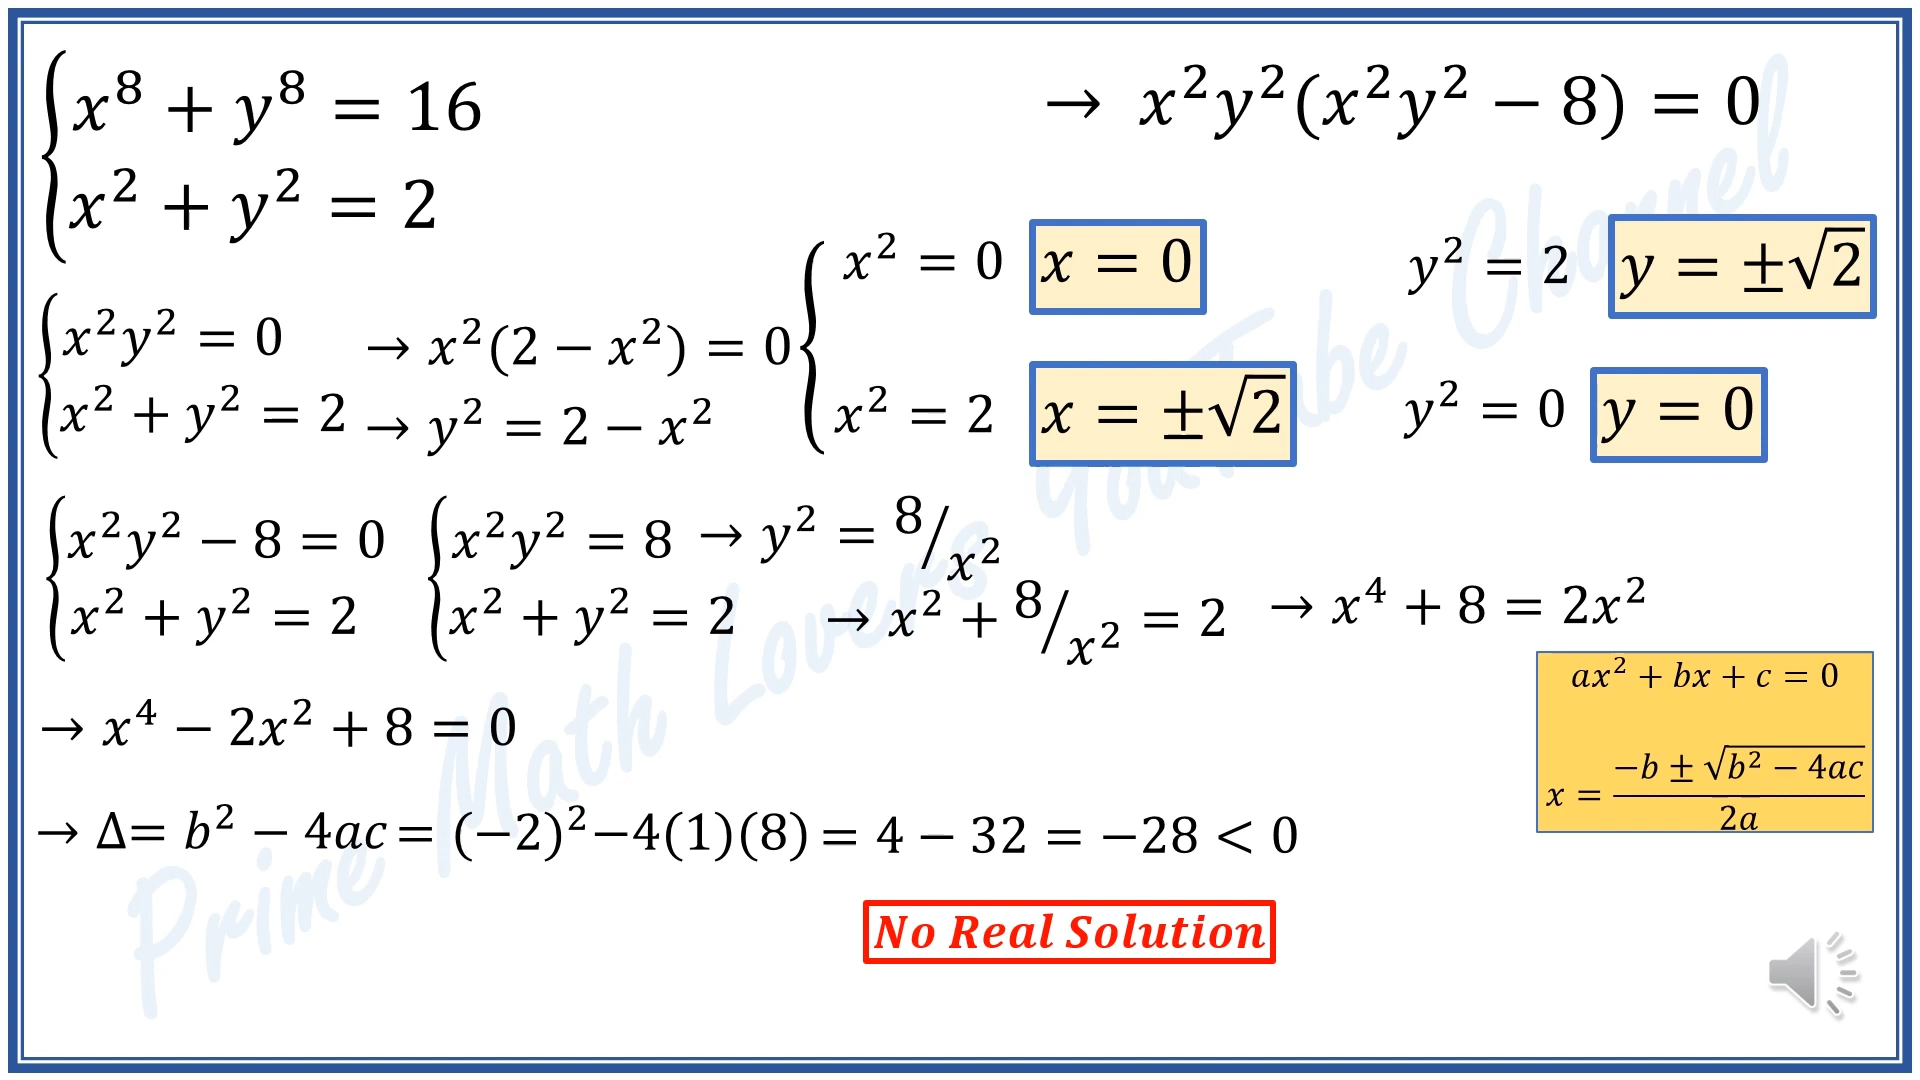 x⁸ + y⁸ = 16
x² + y² = 2
→ x²y²(x²y² − 8) = 0
x²y² = 0 → x²(2 − x²) = 0
x² + y² = 2 → y² = 2 − x²
x² = 0 x = 0 y² = 2 y = ±√2
x² = 2 x = ±√2 y² = 0 y = 0
x²y² − 8 = 0 x²y² = 8 → y² = 8/x²
x² + y² = 2 x² + y² = 2 → x² + 8/x² = 2 → x⁴ + 8 = 2x²
→ x⁴ − 2x² + 8 = 0
ax² + bx + c = 0
x = (−b ± √(b² − 4ac))/2a
→ Δ= b² − 4ac = (−2)²−4(1)(8) = 4 − 32 = −28 < 0
No Real Solution
Prime Math Lovers YouTube Channel